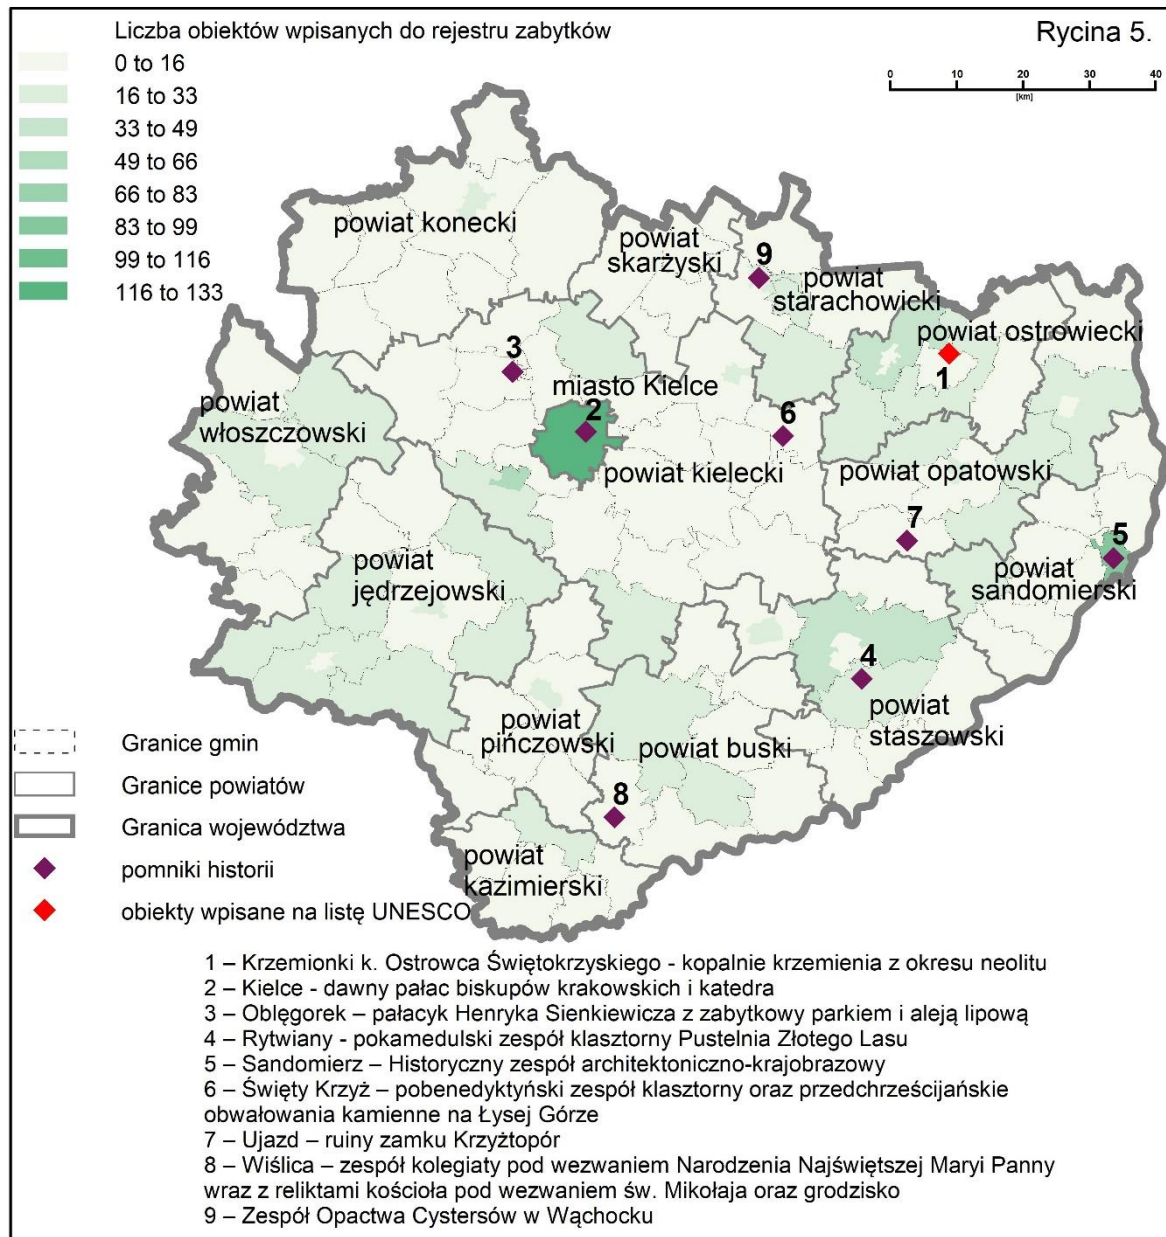 Liczba obiektów wpisanych do rejestru zabytków
Rycina 5.
0 to 16
16 to 33
33 to 49
49 to 66
66 to 83
83 to 99
99 to 116
116 to 133
0 10 20 30 40
[km]
powiat konecki
powiat
skarżyski
9
powiat
starachowicki
powiat ostrowiecki
1
3
miasto Kielce
2
powiat
włoszczowski
6
powiat kielecki
powiat opatowski
7
5
powiat
sandomierski
powiat
jędrzejowski
4
powiat
staszowski
powiat
pińczowski
powiat buski
8
powiat
kazimierski
Granice gmin
Granice powiatów
Granica województwa
pomniki historii
obiekty wpisane na listę UNESCO
1 – Krzemionki k. Ostrowca Świętokrzyskiego - kopalnie krzemienia z okresu neolitu
2 – Kielce - dawny pałac biskupów krakowskich i katedra
3 – Oblęgorek – pałacyk Henryka Sienkiewicza z zabytkowy parkiem i aleją lipową
4 – Rytwiany - pokamedulski zespół klasztorny Pustelnia Złotego Lasu
5 – Sandomierz – Historyczny zespół architektoniczno-krajobrazowy
6 – Święty Krzyż – pobenedyktyński zespół klasztorny oraz przedchrześcijańskie
obwałowania kamienne na Łysej Górze
7 – Ujazd – ruiny zamku Krzyżtopór
8 – Wiślica – zespół kolegiaty pod wezwaniem Narodzenia Najświętszej Maryi Panny
wraz z reliktami kościoła pod wezwaniem św. Mikołaja oraz grodzisko
9 – Zespół Opactwa Cystersów w Wąchocku